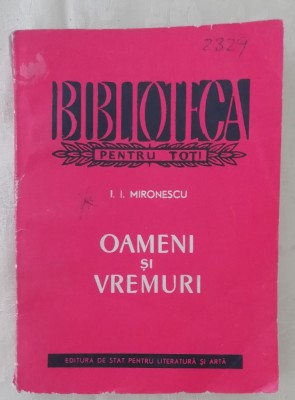 2329
BIBLIOTECA
PENTRU TOȚI
I. I. MIRONESCU
OAMENI
ȘI
VREMURI
EDITURA DE STAT PENTRU LITERATURĂ ȘI ARTĂ